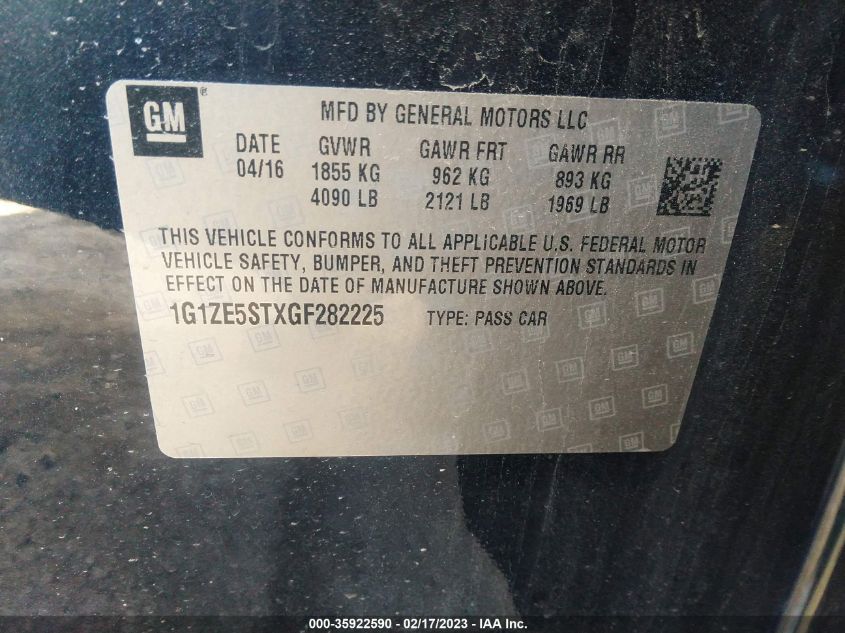 GM®
MFD BY GENERAL MOTORS LLC
DATE GVWR GAWR FRT GAWR RR
04/16 1855 KG 962 KG 893 KG
4090 LB 2121 LB 1969 LB
THIS VEHICLE CONFORMS TO ALL APPLICABLE U.S. FEDERAL MOTOR
VEHICLE SAFETY, BUMPER, AND THEFT PREVENTION STANDARDS IN
EFFECT ON THE DATE OF MANUFACTURE SHOWN ABOVE.
1G1ZE5STXGF282225 TYPE: PASS CAR
000-35922590 - 02/17/2023 - IAA Inc.